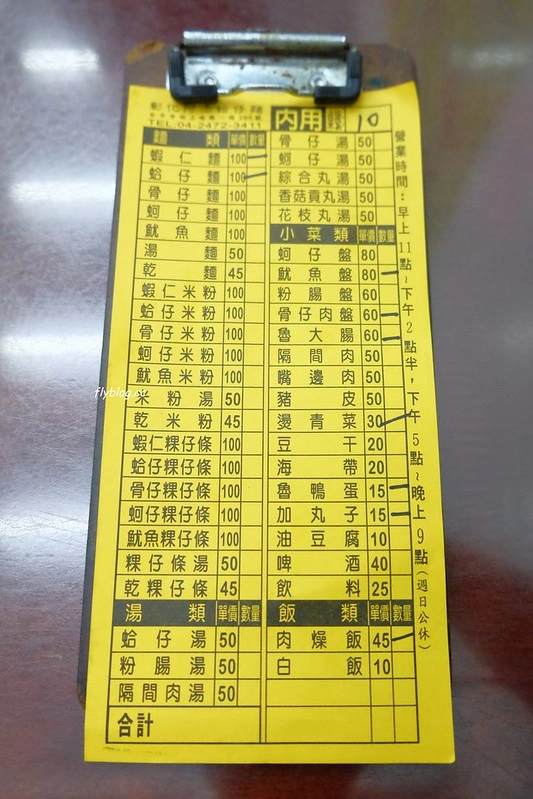 TEL:04-2472-3411
內用
10
麵類 單價 數量
蝦仁麵 100
蛤仔麵 100
骨仔麵 100
蚵仔麵 100
魷魚麵 100
湯麵 50
乾麵 45
蝦仁米粉 100
蛤仔米粉 100
骨仔米粉 100
蚵仔米粉 100
魷魚米粉 100
米粉湯 50
乾米粉 45
蝦仁粿仔條 100
蛤仔粿仔條 100
骨仔粿仔條 100
蚵仔粿仔條 100
魷魚粿仔條 100
粿仔條湯 50
乾粿仔條 45
湯類 單價 數量
蛤仔湯 50
粉腸湯 50
隔間肉湯 50
合計
骨仔湯 50
蚵仔湯 50
綜合丸湯 50
香菇貢丸湯 50
花枝丸湯 50
小菜類 單價 數量
蚵仔盤 80
魷魚盤 80
粉腸盤 60
骨仔肉盤 60
魯大腸 60
隔間肉 50
嘴邊肉 50
豬皮 50
燙青菜 30
豆干 20
海帶 20
魯鴨蛋 15
加丸子 15
油豆腐 10
啤酒 40
飲料 25
飯類 單價 數量
肉燥飯 45
白飯 10
營業時間：早上11點~下午2點半，下午5點~晚上9點（週日公休）